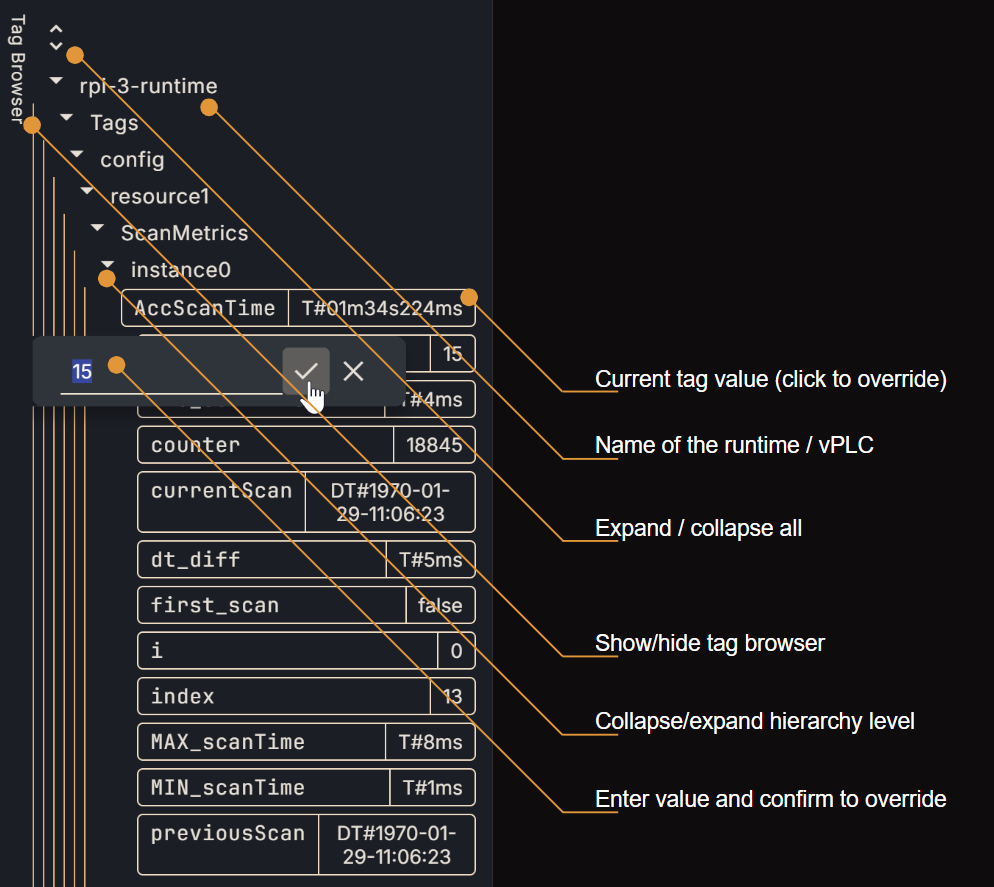 Tag Browser
rpi-3-runtime
Tags
config
resource1
ScanMetrics
instance0
AccScanTime T#01m34s224ms
15
15
T#4ms
counter 18845
currentScan DT#1970-01-
29-11:06:23
dt_diff T#5ms
first_scan false
i 0
index 13
MAX_scanTime T#8ms
MIN_scanTime T#1ms
previousScan DT#1970-01-
29-11:06:23
Current tag value (click to override)
Name of the runtime / vPLC
Expand / collapse all
Show/hide tag browser
Collapse/expand hierarchy level
Enter value and confirm to override